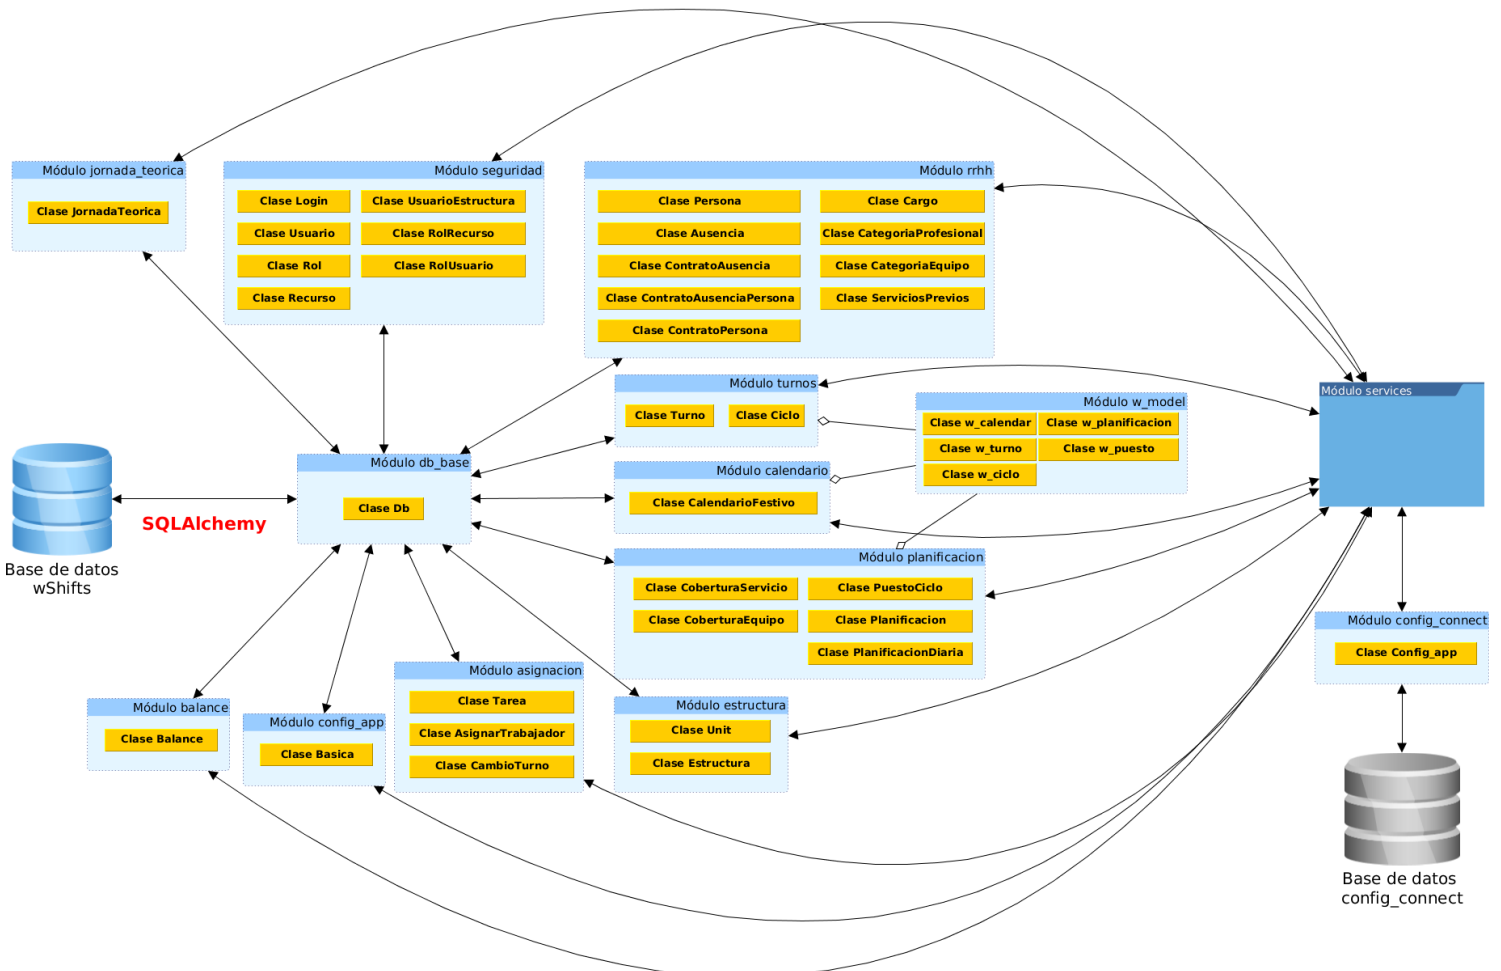 Módulo jornada_teorica
Clase JornadaTeorica
Módulo seguridad
Clase Login
Clase UsuarioEstructura
Clase Usuario
Clase RolRecurso
Clase Rol
Clase RolUsuario
Clase Recurso
Módulo rrhh
Clase Persona
Clase Cargo
Clase Ausencia
Clase CategoriaProfesional
Clase ContratoAusencia
Clase CategoriaEquipo
Clase ContratoAusenciaPersona
Clase ServiciosPrevios
Clase ContratoPersona
Módulo turnos
Clase Turno
Clase Ciclo
Módulo w_model
Clase w_calendar
Clase w_planificacion
Clase w_turno
Clase w_puesto
Clase w_ciclo
Módulo services
Módulo db_base
Clase Db
Módulo calendario
Clase CalendarioFestivo
SQLAlchemy
Base de datos
wShifts
Módulo planificacion
Clase CoberturaServicio
Clase PuestoCiclo
Clase CoberturaEquipo
Clase Planificacion
Clase PlanificacionDiaria
Módulo config_connect
Clase Config_app
Módulo asignacion
Clase Tarea
Clase AsignarTrabajador
Clase CambioTurno
Módulo balance
Clase Balance
Módulo config_app
Clase Basica
Módulo estructura
Clase Unit
Clase Estructura
Base de datos
config_connect